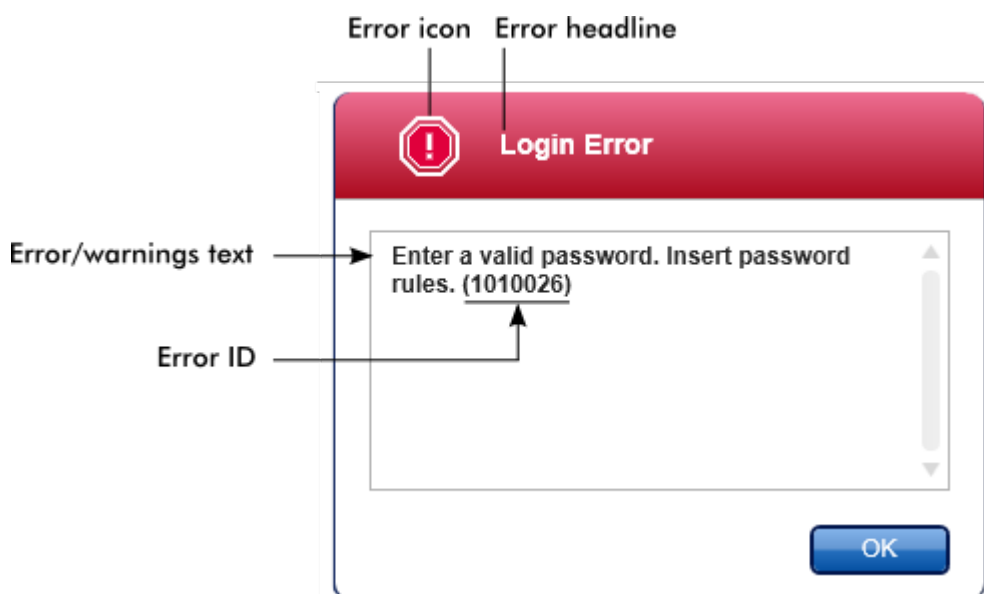 Error icon Error headline
Login Error
Error/warnings text
Enter a valid password. Insert password
rules. (1010026)
Error ID
OK